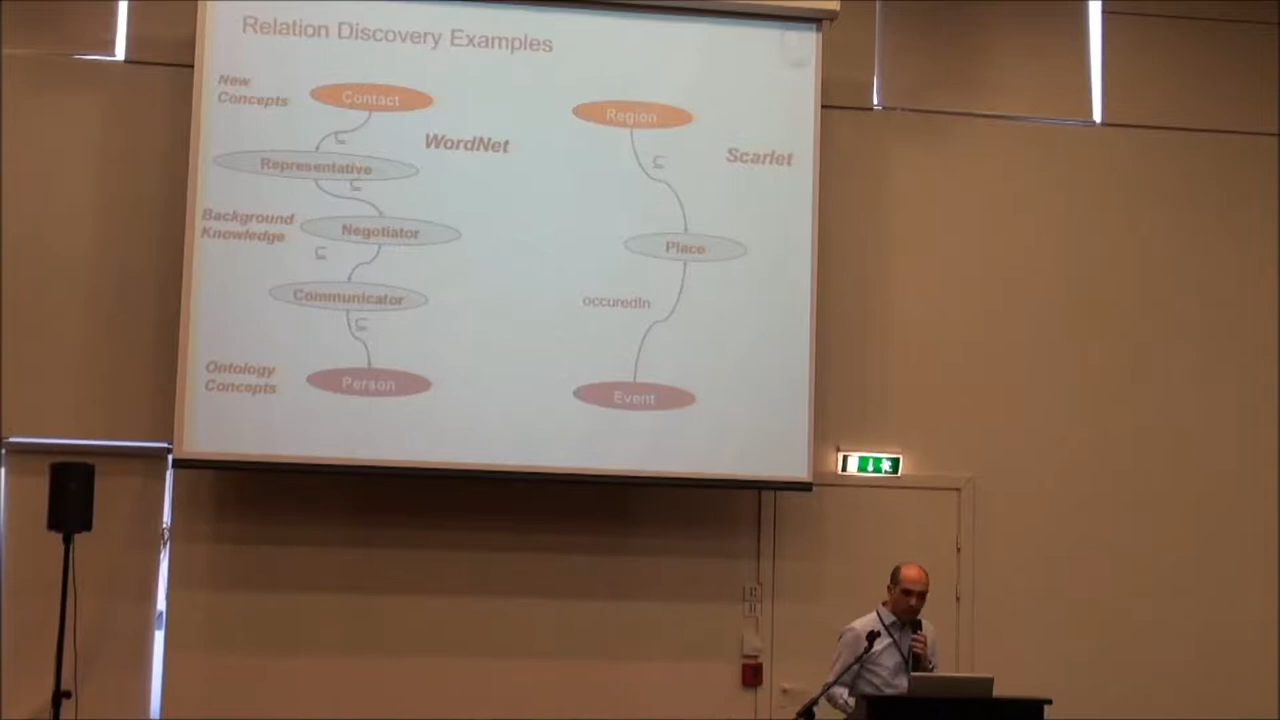 Relation Discovery Examples
New
Concepts
Contact
⊆
WordNet
Representative
⊆
Background
Knowledge
Negotiator
⊆
Communicator
⊆
Ontology
Concepts
Person
Region
⊆
Scarlet
Place
occuredIn
Event